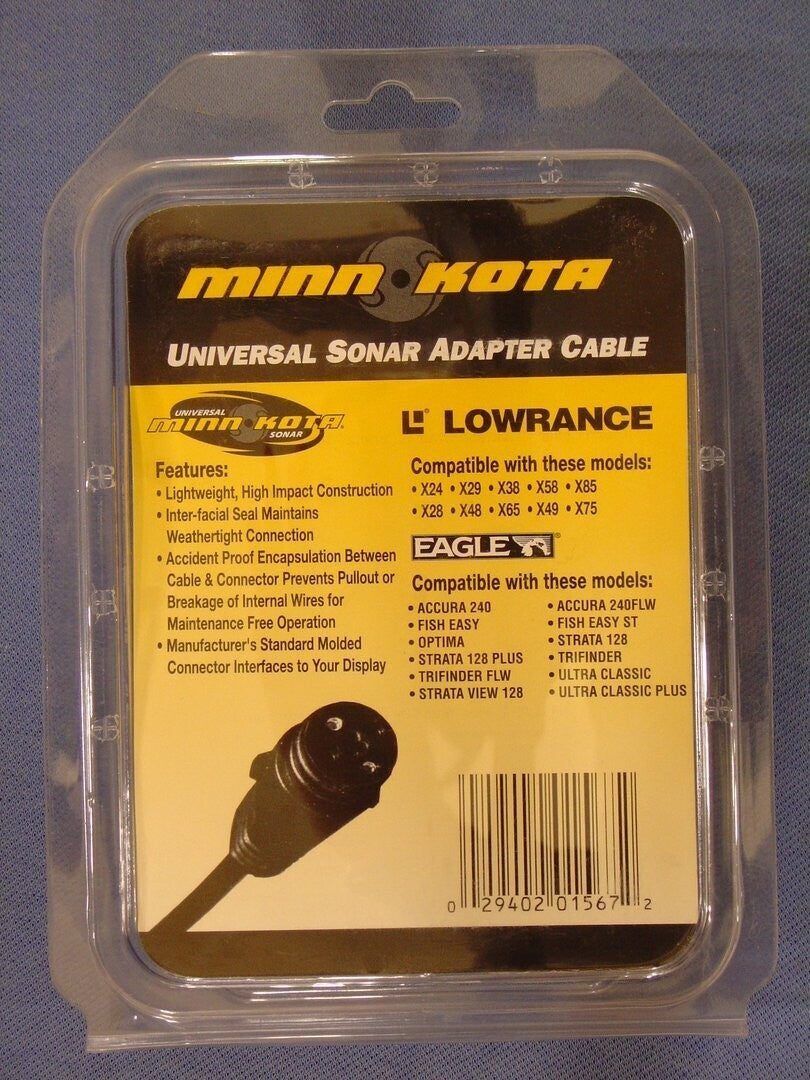 MINN KOTA
UNIVERSAL SONAR ADAPTER CABLE
UNIVERSAL
MINN KOTA
SONAR
Features:
• Lightweight, High Impact Construction
• Inter-facial Seal Maintains
Weathertight Connection
• Accident Proof Encapsulation Between
Cable & Connector Prevents Pullout or
Breakage of Internal Wires for
Maintenance Free Operation
• Manufacturer's Standard Molded
Connector Interfaces to Your Display
L® LOWRANCE
Compatible with these models:
• X24 • X29 • X38 • X58 • X85
• X28 • X48 • X65 • X49 • X75
EAGLE®
Compatible with these models:
• ACCURA 240
• FISH EASY
• OPTIMA
• STRATA 128 PLUS
• TRIFINDER FLW
• STRATA VIEW 128
• ACCURA 240FLW
• FISH EASY ST
• STRATA 128
• TRIFINDER
• ULTRA CLASSIC
• ULTRA CLASSIC PLUS
0 29402 01567 2